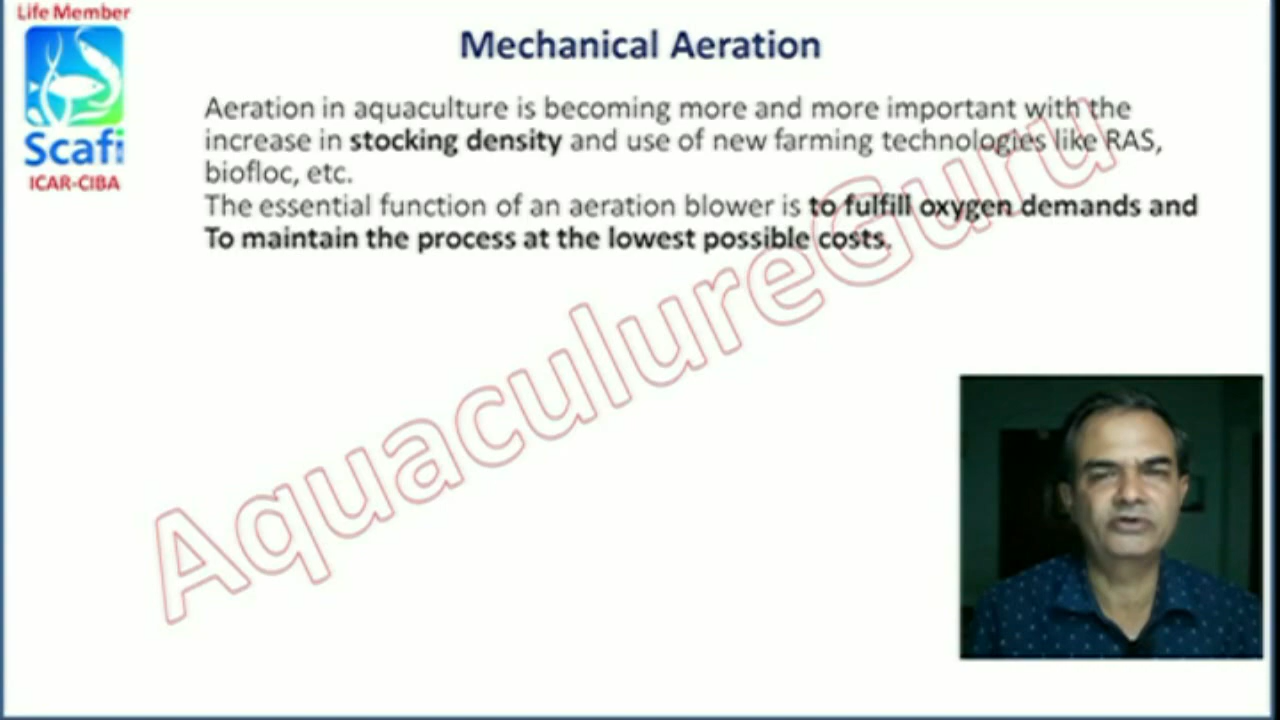 Life Member
Scafi
ICAR-CIBA
Mechanical Aeration
Aeration in aquaculture is becoming more and more important with the
increase in stocking density and use of new farming technologies like RAS,
biofloc, etc.
The essential function of an aeration blower is to fulfill oxygen demands and
To maintain the process at the lowest possible costs.
AquacultureGuru